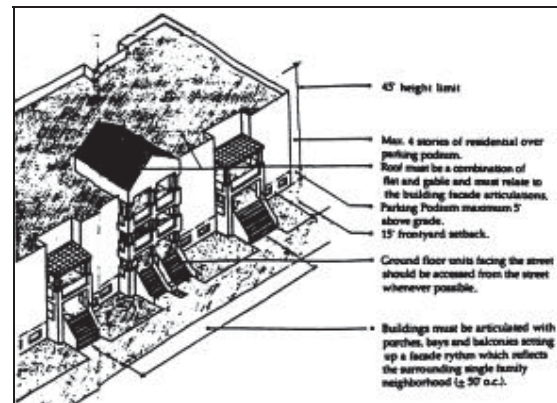 45' height limit
Max. 4 stories of residential over
parking podium.
Roof must be a combination of
flat and gable and must relate to
the building facade articulations.
Parking Podium maximum 5'
above grade.
15' frontyard setback.
Ground floor units facing the street
should be accessed from the street
whenever possible.
Buildings must be articulated with
porches, bays and balconies setting
up a facade rythm which reflects
the surrounding single family
neighborhood (± 50' o.c.).